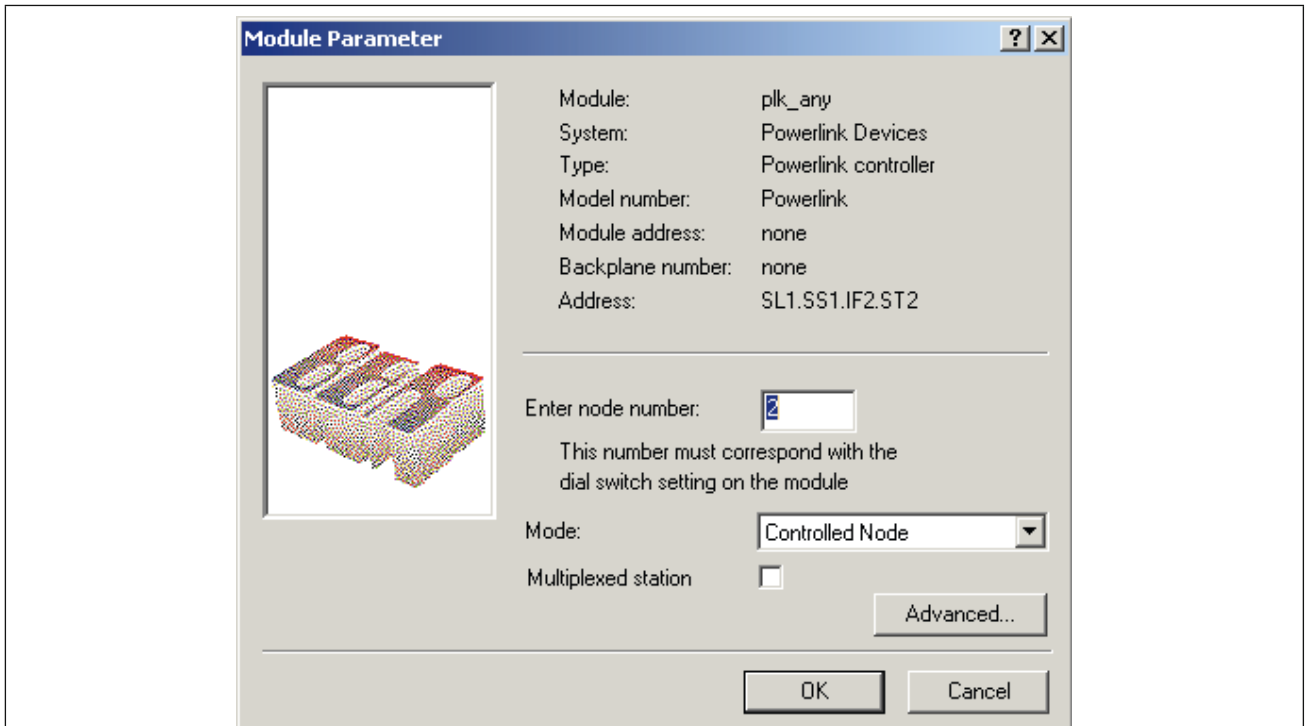 Module Parameter
Module: plk_any
System: Powerlink Devices
Type: Powerlink controller
Model number: Powerlink
Module address: none
Backplane number: none
Address: SL1.SS1.IF2.ST2
Enter node number: 2
This number must correspond with the
dial switch setting on the module
Mode: Controlled Node
Multiplexed station
Advanced...
OK Cancel